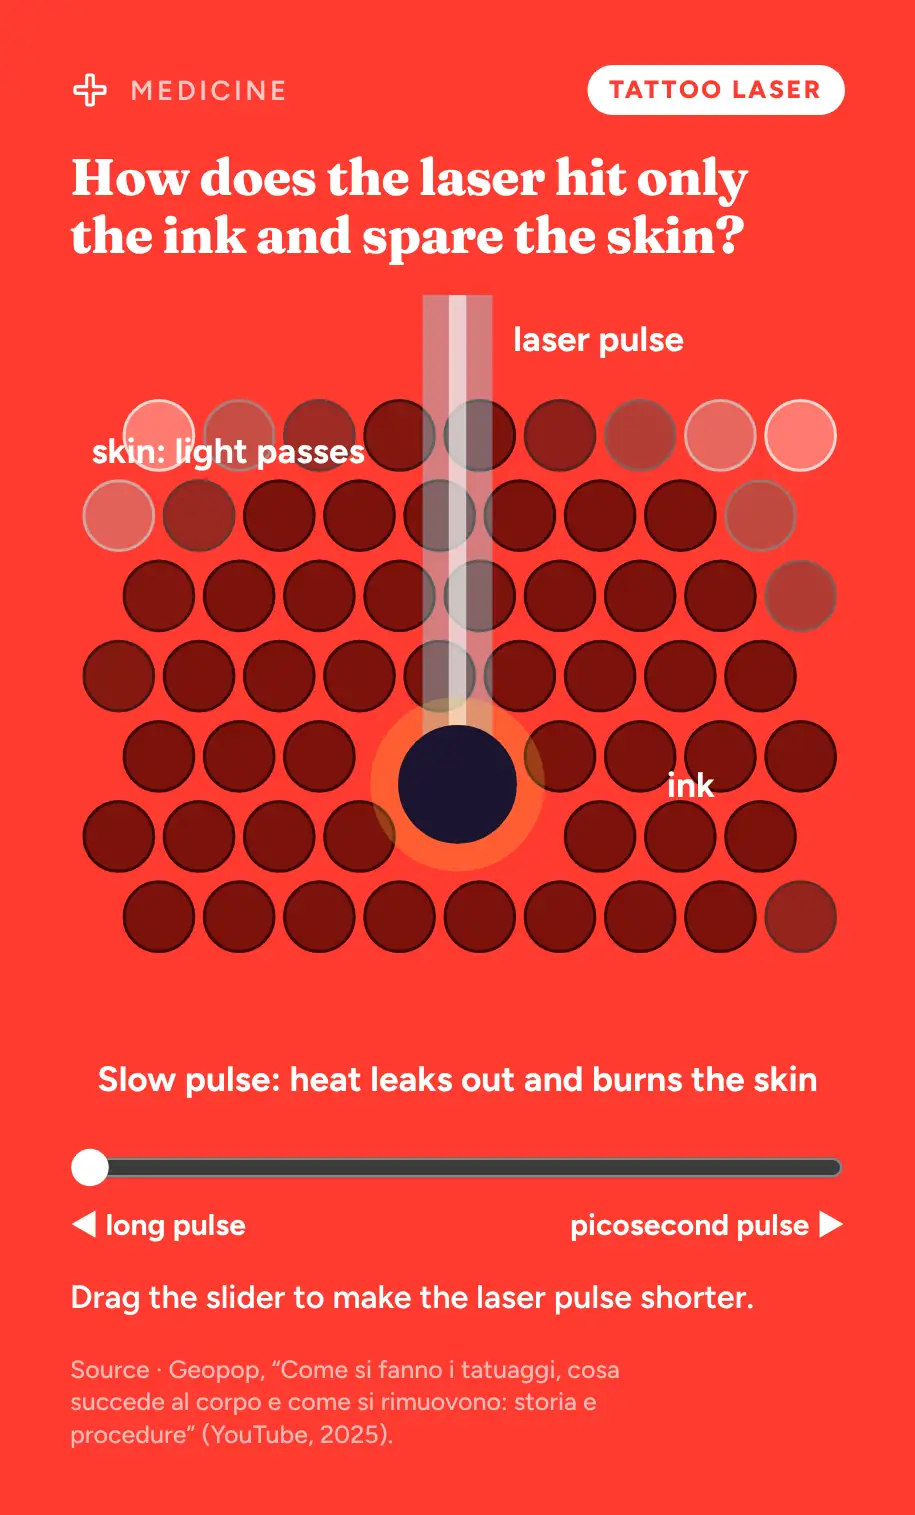 MEDICINE
TATTOO LASER
How does the laser hit only
the ink and spare the skin?
laser pulse
skin: light passes
ink
Slow pulse: heat leaks out and burns the skin
◀ long pulse
picosecond pulse ▶
Drag the slider to make the laser pulse shorter.
Source · Geopop, “Come si fanno i tatuaggi, cosa
succede al corpo e come si rimuovono: storia e
procedure” (YouTube, 2025).